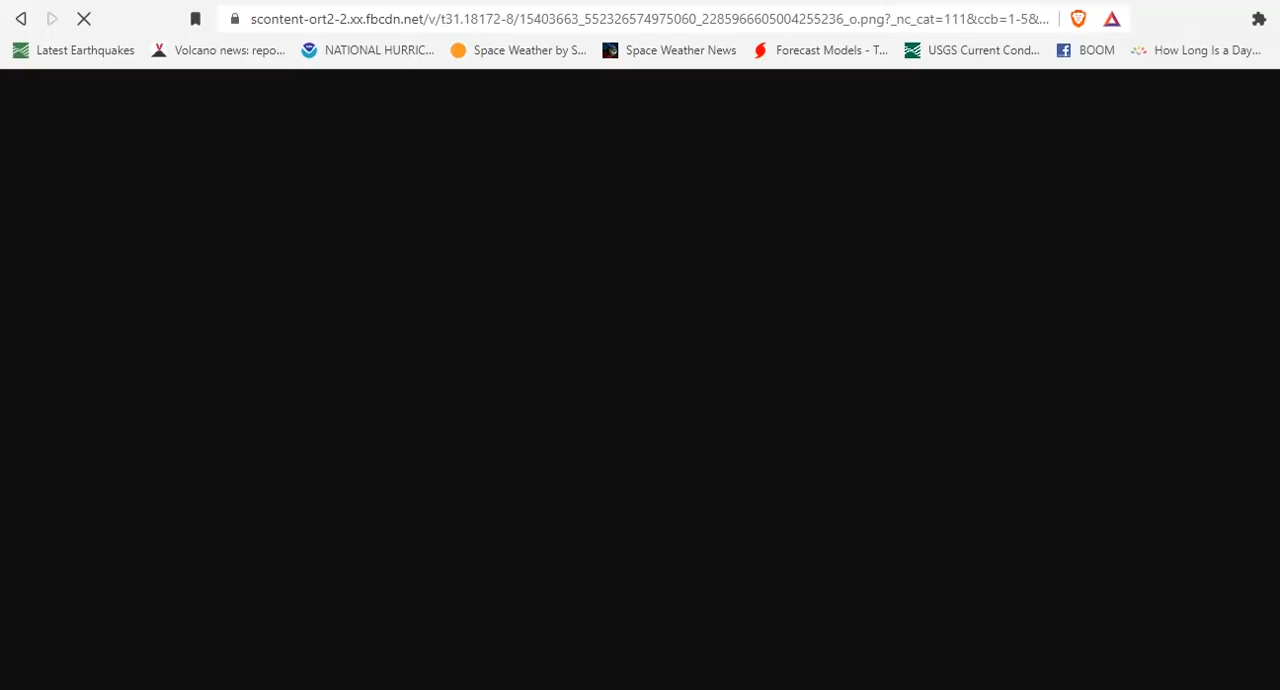 scontent-ort2-2.xx.fbcdn.net/v/t31.18172-8/15403663_552326574975060_2285966605004255236_o.png?_nc_cat=111&ccb=1-5&...
Latest Earthquakes Volcano news: repo... NATIONAL HURRIC... Space Weather by S... Space Weather News Forecast Models - T... USGS Current Cond... BOOM How Long Is a Day...